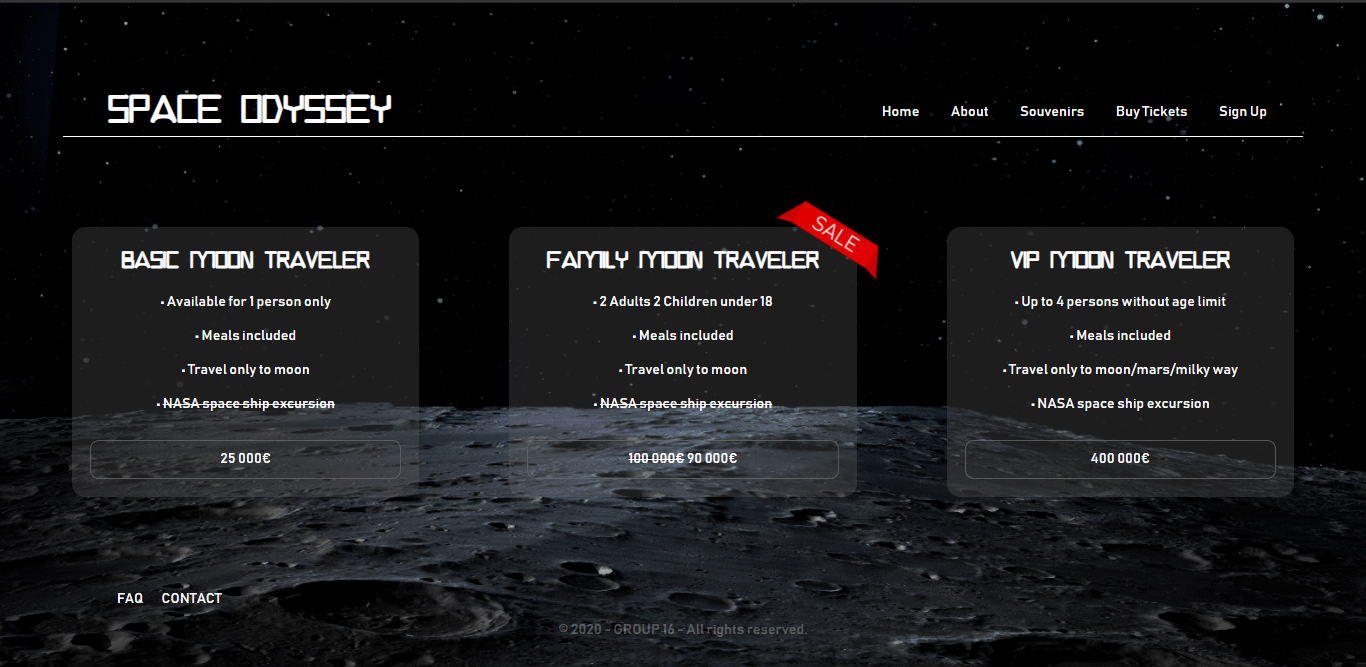 SPACE ODYSSEY
Home About Souvenirs Buy Tickets Sign Up
SALE
BASIC MOON TRAVELER
▪ Available for 1 person only
▪ Meals included
▪ Travel only to moon
▪ NASA space ship excursion
25 000€
FAMILY MOON TRAVELER
▪ 2 Adults 2 Children under 18
▪ Meals included
▪ Travel only to moon
▪ NASA space ship excursion
100 000€ 90 000€
VIP MOON TRAVELER
▪ Up to 4 persons without age limit
▪ Meals included
▪ Travel only to moon/mars/milky way
▪ NASA space ship excursion
400 000€
FAQ CONTACT
© 2020 - GROUP 16 - All rights reserved.